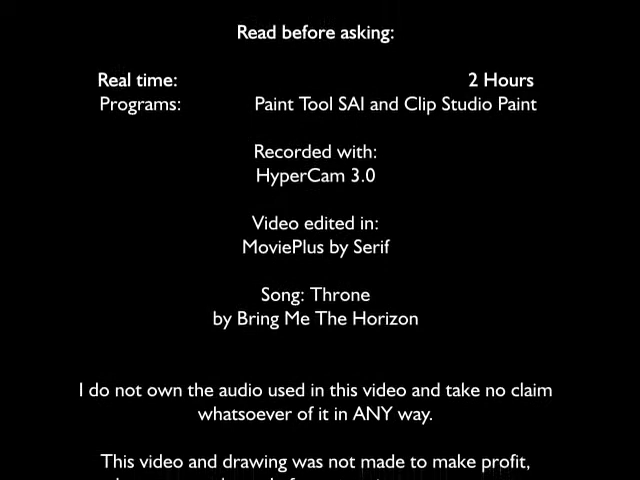 Read before asking:
Real time: 2 Hours
Programs: Paint Tool SAI and Clip Studio Paint
Recorded with:
HyperCam 3.0
Video edited in:
MoviePlus by Serif
Song: Throne
by Bring Me The Horizon
I do not own the audio used in this video and take no claim
whatsoever of it in ANY way.
This video and drawing was not made to make profit,